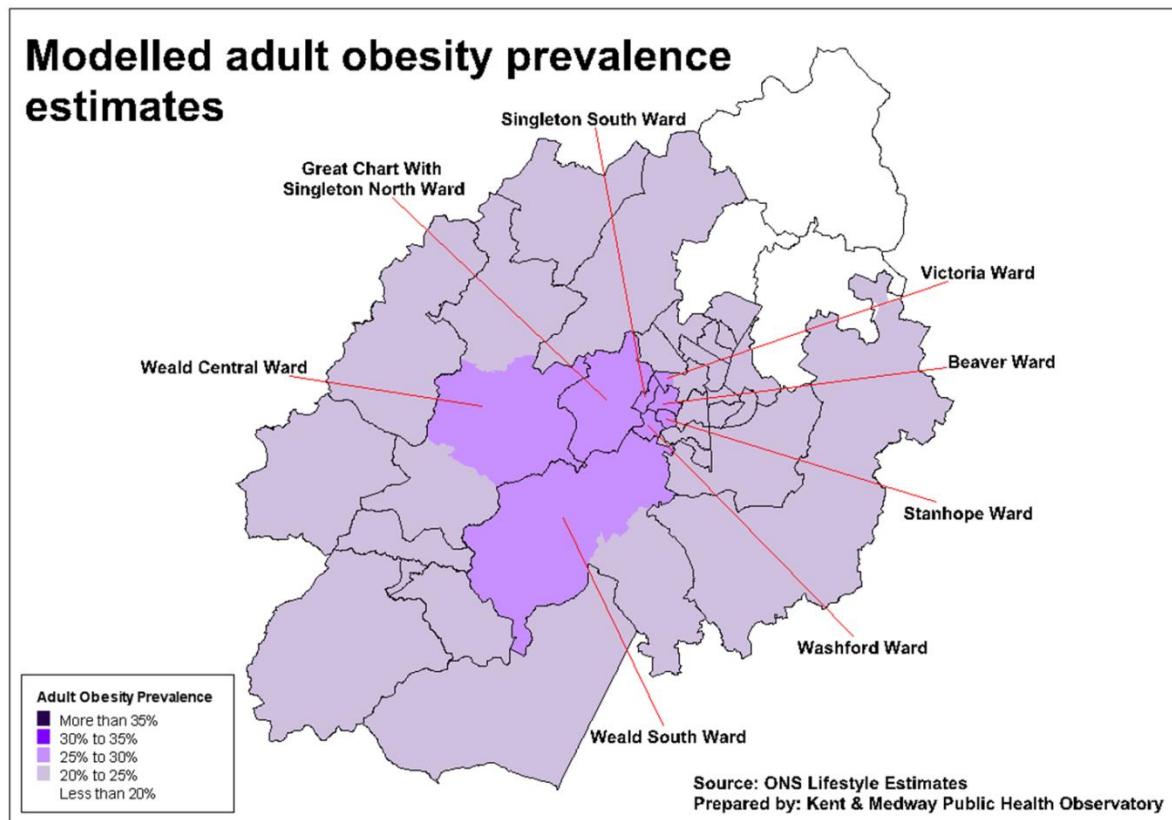 Modelled adult obesity prevalence
estimates
Singleton South Ward
Great Chart With
Singleton North Ward
Victoria Ward
Weald Central Ward
Beaver Ward
Stanhope Ward
Washford Ward
Weald South Ward
Adult Obesity Prevalence
More than 35%
30% to 35%
25% to 30%
20% to 25%
Less than 20%
Source: ONS Lifestyle Estimates
Prepared by: Kent & Medway Public Health Observatory